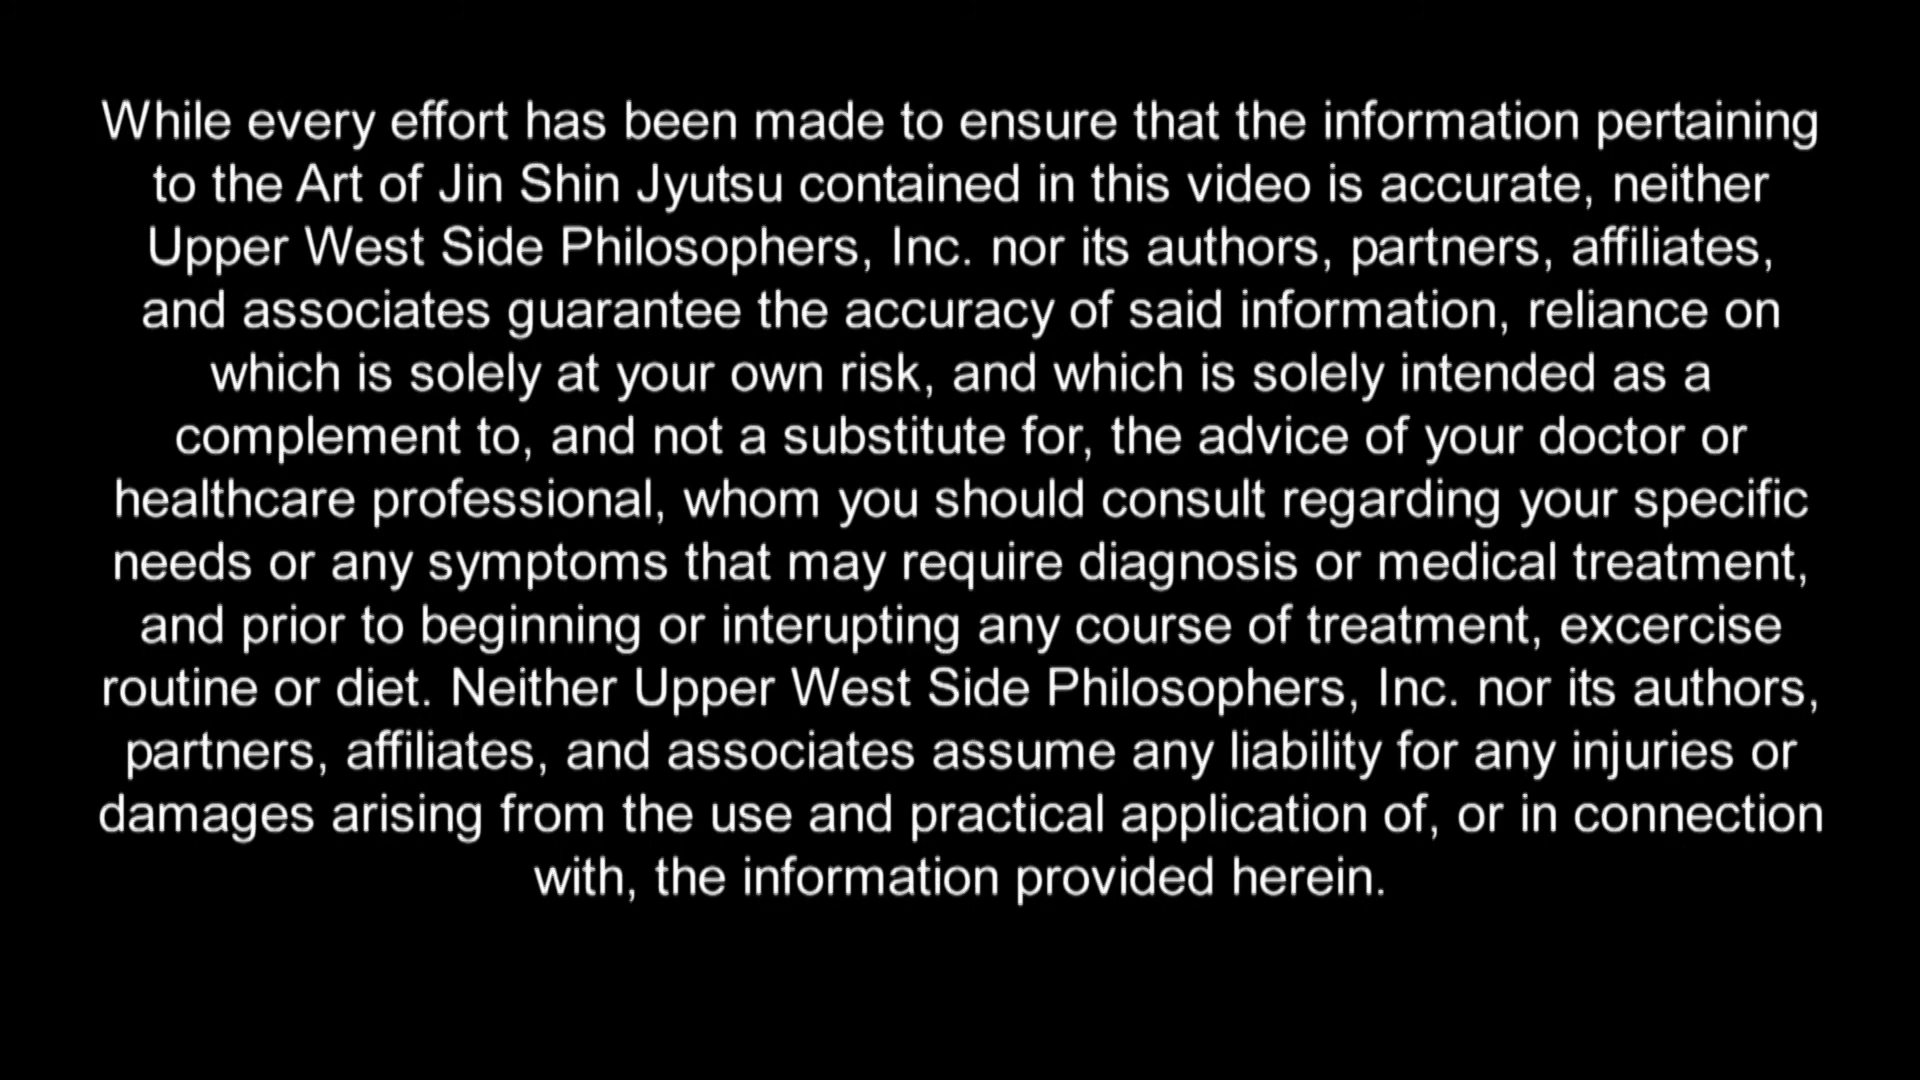 While every effort has been made to ensure that the information pertaining
to the Art of Jin Shin Jyutsu contained in this video is accurate, neither
Upper West Side Philosophers, Inc. nor its authors, partners, affiliates,
and associates guarantee the accuracy of said information, reliance on
which is solely at your own risk, and which is solely intended as a
complement to, and not a substitute for, the advice of your doctor or
healthcare professional, whom you should consult regarding your specific
needs or any symptoms that may require diagnosis or medical treatment,
and prior to beginning or interupting any course of treatment, excercise
routine or diet. Neither Upper West Side Philosophers, Inc. nor its authors,
partners, affiliates, and associates assume any liability for any injuries or
damages arising from the use and practical application of, or in connection
with, the information provided herein.